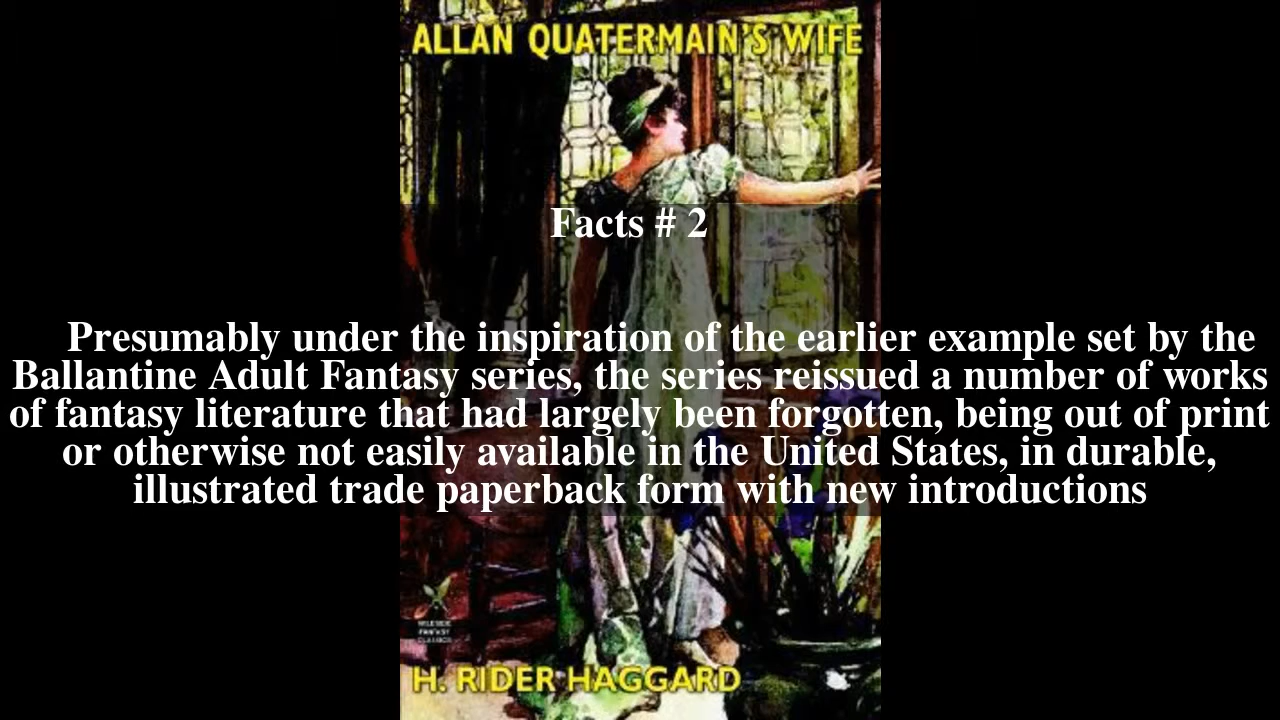 ALLAN QUATERMAIN'S WIFE
Facts # 2
Presumably under the inspiration of the earlier example set by the
Ballantine Adult Fantasy series, the series reissued a number of works
of fantasy literature that had largely been forgotten, being out of print
or otherwise not easily available in the United States, in durable,
illustrated trade paperback form with new introductions
WILDSIDE
FANTASY
CLASSICS
H. RIDER HAGGARD